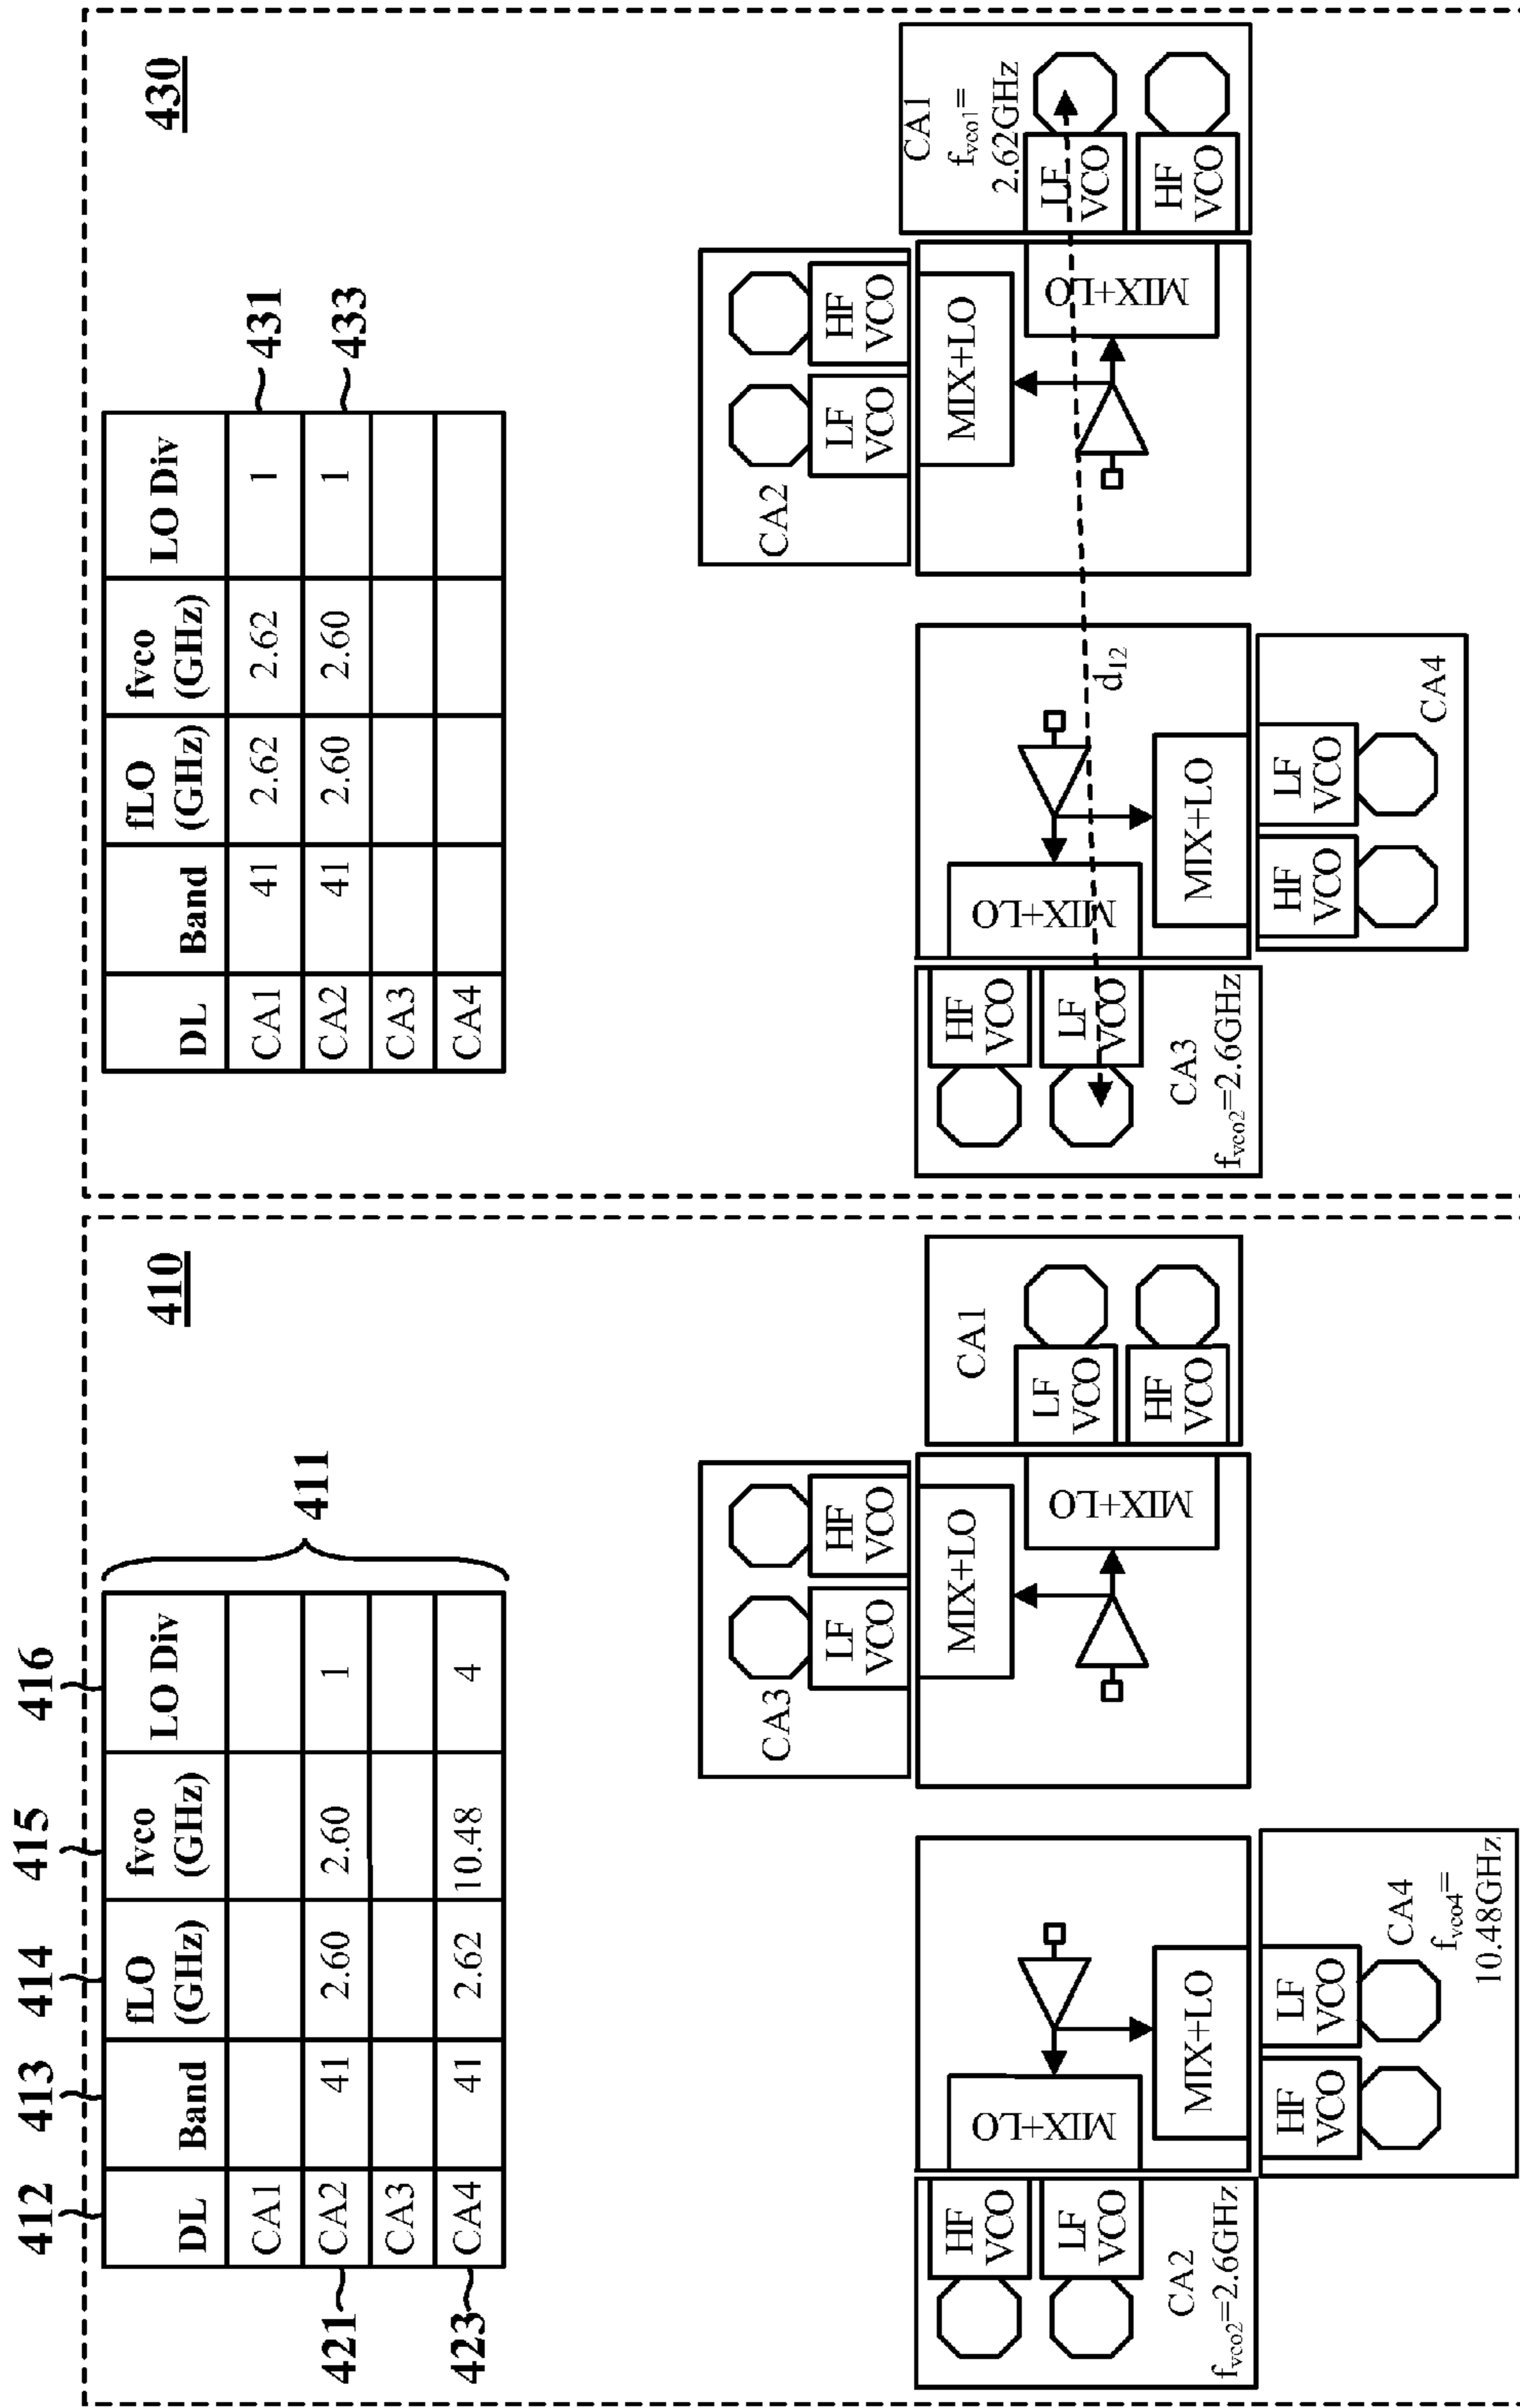 410
412 413 414 415 416
DL Band fLO (GHz) fvco (GHz) LO Div
CA1
CA2 41 2.60 2.60 1
CA3
CA4 41 2.62 10.48 4
411
421
423
CA3
LF VCO
HF VCO
MIX+LO
MIX+LO
CA1
LF VCO
HF VCO
HF VCO
LF VCO
CA2
fvco2=2.6GHz
MIX+LO
MIX+LO
HF VCO
LF VCO
CA4
fvco4=
10.48GHz
430
DL Band fLO (GHz) fvco (GHz) LO Div
CA1 41 2.62 2.62 1
CA2 41 2.60 2.60 1
CA3
CA4
431
433
CA2
LF VCO
HF VCO
MIX+LO
MIX+LO
CA1
fvco1=
2.62GHz
LF VCO
HF VCO
d12
HF VCO
LF VCO
CA3
fvco2=2.6GHz
MIX+LO
MIX+LO
HF VCO
LF VCO
CA4